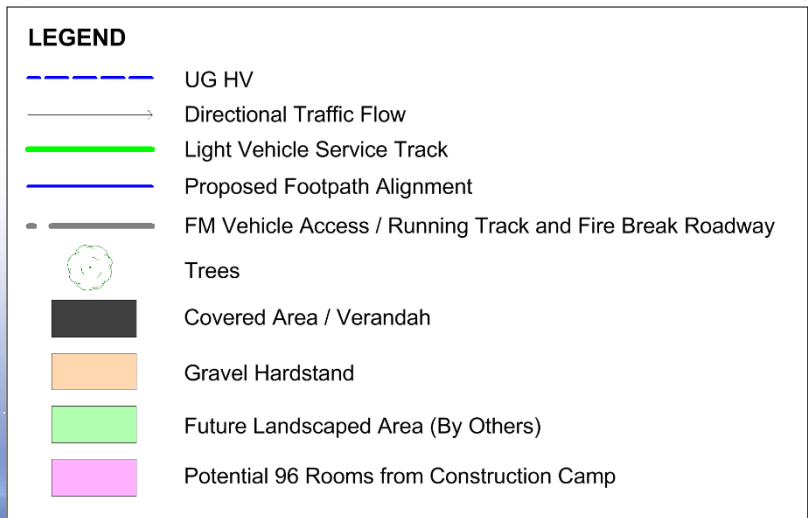 LEGEND
UG HV
Directional Traffic Flow
Light Vehicle Service Track
Proposed Footpath Alignment
FM Vehicle Access / Running Track and Fire Break Roadway
Trees
Covered Area / Verandah
Gravel Hardstand
Future Landscaped Area (By Others)
Potential 96 Rooms from Construction Camp